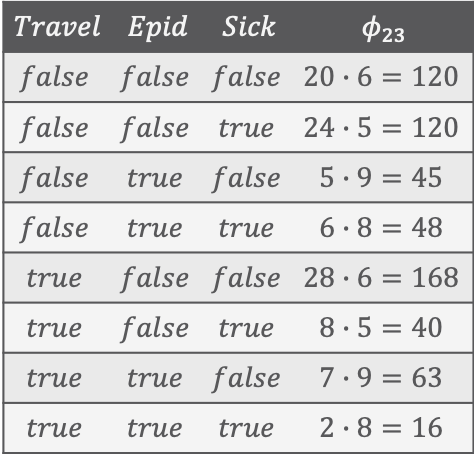 Travel Epid Sick ϕ₂₃
false false false 20 · 6 = 120
false false true 24 · 5 = 120
false true false 5 · 9 = 45
false true true 6 · 8 = 48
true false false 28 · 6 = 168
true false true 8 · 5 = 40
true true false 7 · 9 = 63
true true true 2 · 8 = 16